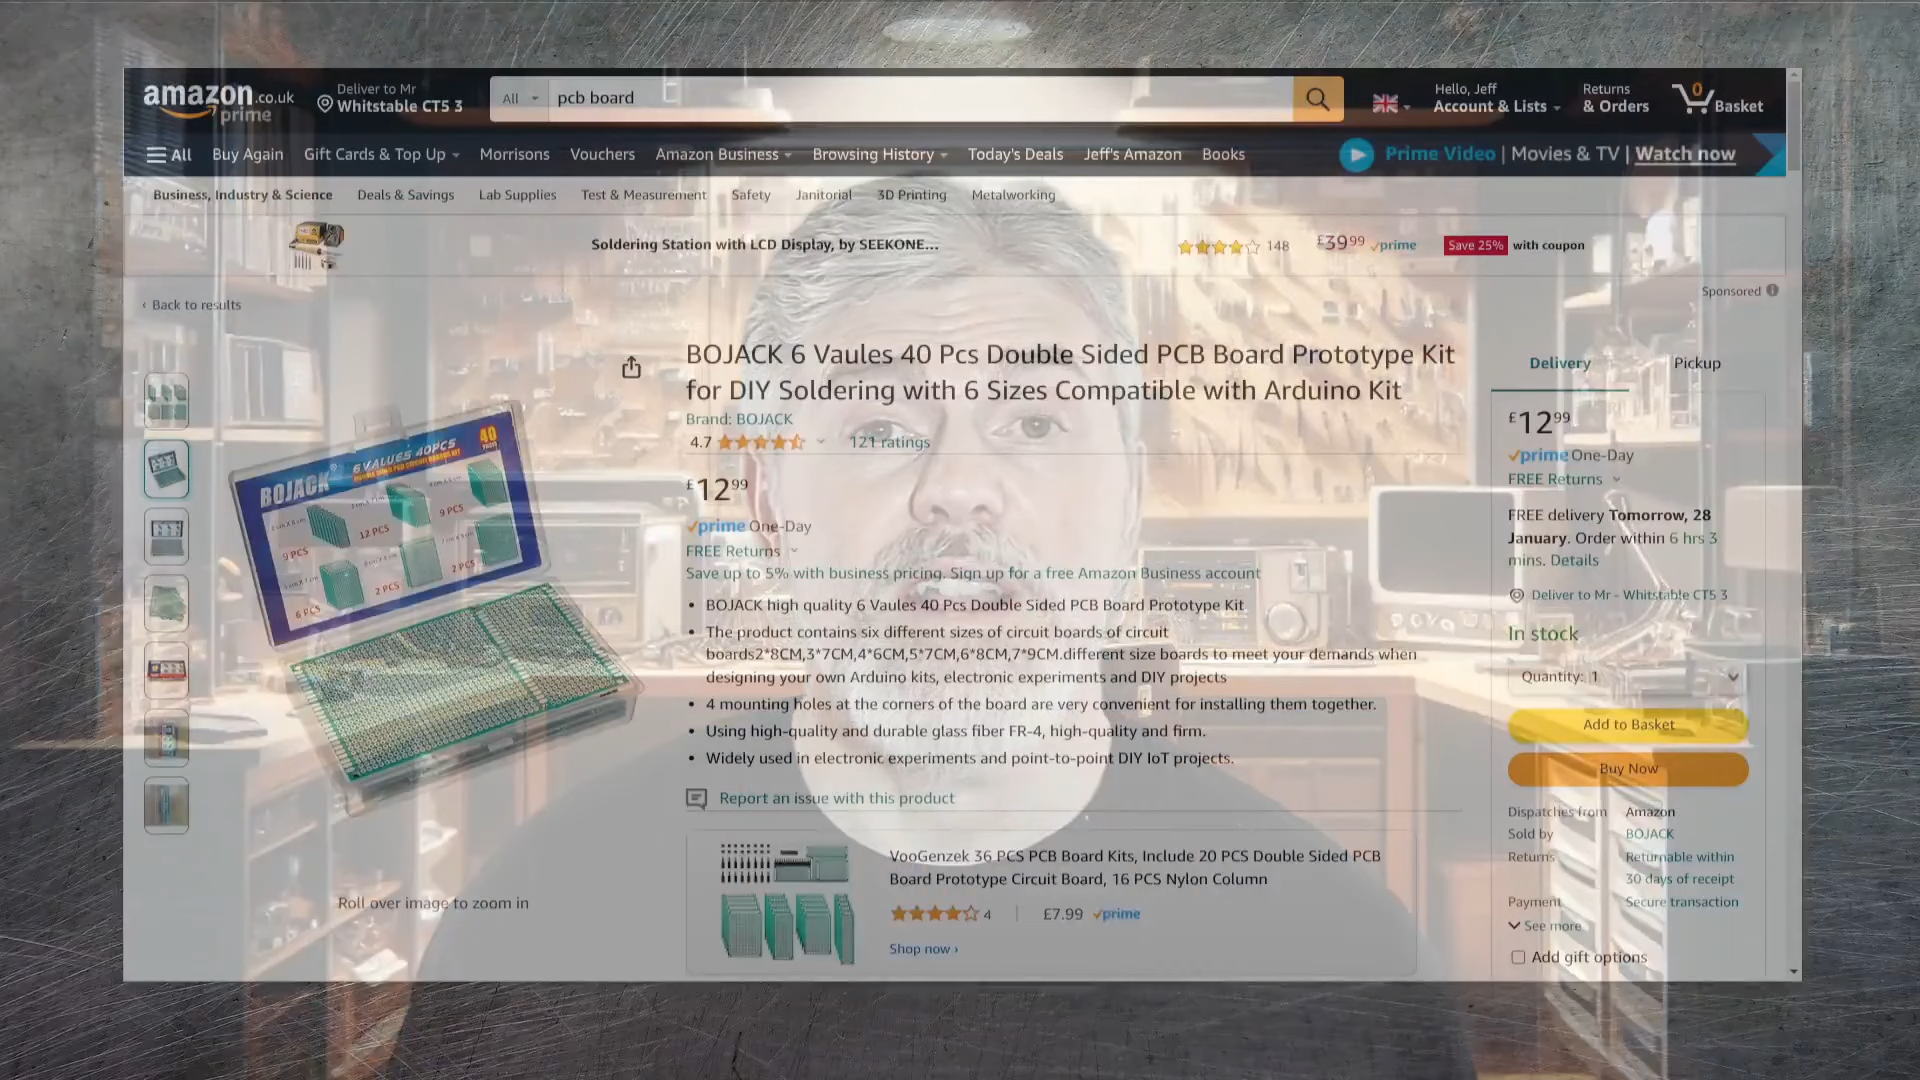 amazon.co.uk
prime
Deliver to Mr
Whitstable CT5 3
All
pcb board
Hello, Jeff
Account & Lists
Returns
& Orders
0
Basket
All
Buy Again
Gift Cards & Top Up
Morrisons
Vouchers
Amazon Business
Browsing History
Today's Deals
Jeff's Amazon
Books
Prime Video | Movies & TV | Watch now
Business, Industry & Science
Deals & Savings
Lab Supplies
Test & Measurement
Safety
Janitorial
3D Printing
Metalworking
Soldering Station with LCD Display, by SEEKONE...
148
£39⁹⁹ prime
Save 25% with coupon
Sponsored
‹ Back to results
BOJACK 6 Vaules 40 Pcs Double Sided PCB Board Prototype Kit
for DIY Soldering with 6 Sizes Compatible with Arduino Kit
Brand: BOJACK
4.7
121 ratings
£12⁹⁹
prime One-Day
FREE Returns
Save up to 5% with business pricing. Sign up for a free Amazon Business account
• BOJACK high quality 6 Vaules 40 Pcs Double Sided PCB Board Prototype Kit
• The product contains six different sizes of circuit boards of circuit
boards2*8CM,3*7CM,4*6CM,5*7CM,6*8CM,7*9CM.different size boards to meet your demands when
designing your own Arduino kits, electronic experiments and DIY projects
• 4 mounting holes at the corners of the board are very convenient for installing them together.
• Using high-quality and durable glass fiber FR-4, high-quality and firm.
• Widely used in electronic experiments and point-to-point DIY IoT projects.
Report an issue with this product
VooGenzek 36 PCS PCB Board Kits, Include 20 PCS Double Sided PCB
Board Prototype Circuit Board, 16 PCS Nylon Column
4
£7.99 prime
Shop now ›
BOJACK
6 VALUES 40PCS
40
9 PCS
12 PCS
9 PCS
6 PCS
2 PCS
2 PCS
Roll over image to zoom in
Delivery
Pickup
£12⁹⁹
prime One-Day
FREE Returns
FREE delivery Tomorrow, 28
January. Order within 6 hrs 3
mins. Details
Deliver to Mr - Whitstable CT5 3
In stock
Quantity: 1
Add to Basket
Buy Now
Dispatches from Amazon
Sold by BOJACK
Returns Returnable within
30 days of receipt
Payment Secure transaction
See more
Add gift options